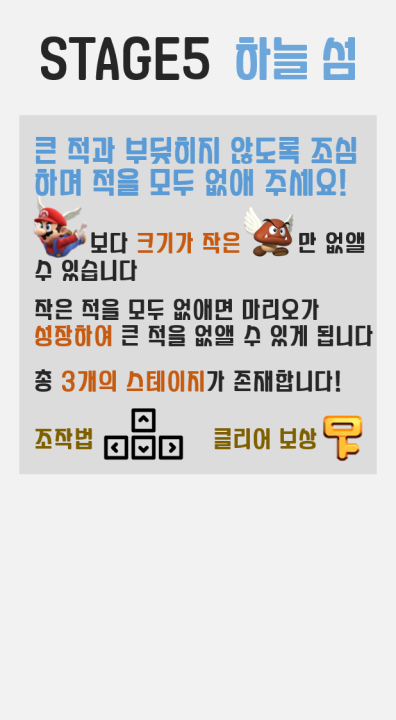 STAGE5 하늘 섬
큰 적과 부딪히지 않도록 조심
하며 적을 모두 없애 주세요!
보다 크기가 작은 만 없앨
수 있습니다
작은 적을 모두 없애면 마리오가
성장하여 큰 적을 없앨 수 있게 됩니다
총 3개의 스테이지가 존재합니다!
조작법 클리어 보상